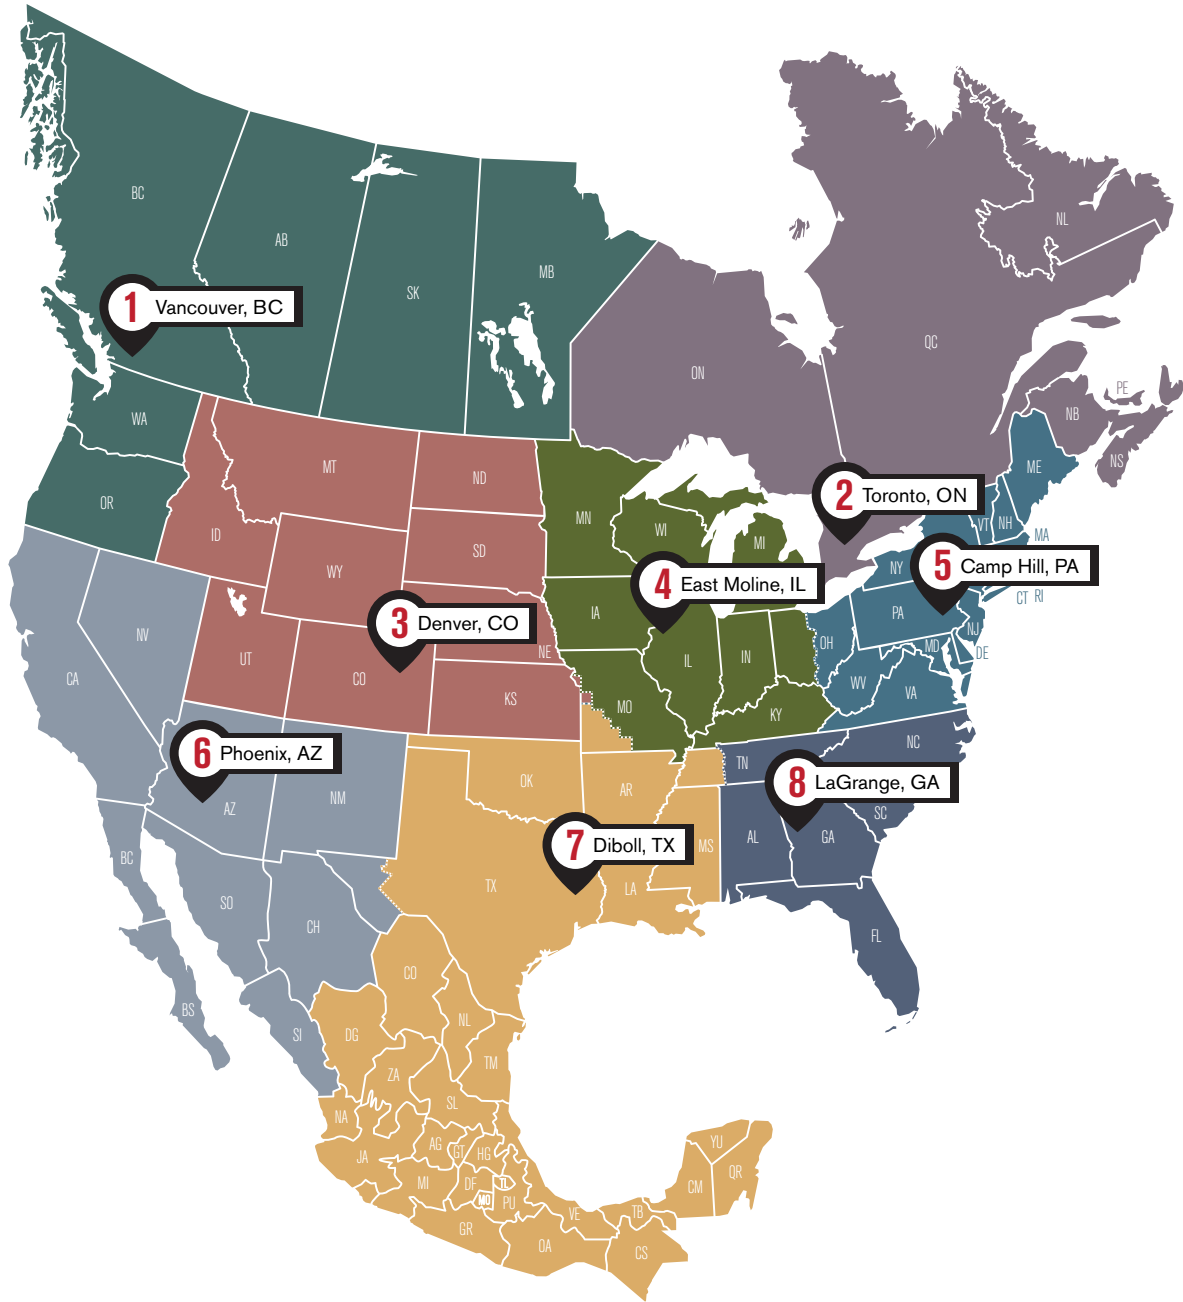 BC
AB
SK
MB
NL
1 Vancouver, BC
QC
ON
WA
PE
NB
MT
ND
ME
NS
2 Toronto, ON
OR
MN
WI
MI
VT
NH
MA
ID
SD
NY
5 Camp Hill, PA
WY
4 East Moline, IL
CT
RI
IA
PA
3 Denver, CO
NV
NE
OH
NJ
MD
DE
UT
IL
IN
CA
CO
WV
VA
KS
MO
KY
NC
6 Phoenix, AZ
TN
OK
8 LaGrange, GA
AR
NM
AZ
SC
AL
GA
7 Diboll, TX
MS
BC
TX
LA
SO
CH
FL
CO
BS
NL
SI
DG
TM
ZA
SL
NA
AG
GT
HG
YU
JA
QR
MI
DF
TL
CM
MO
PU
VE
TB
GR
OA
CS